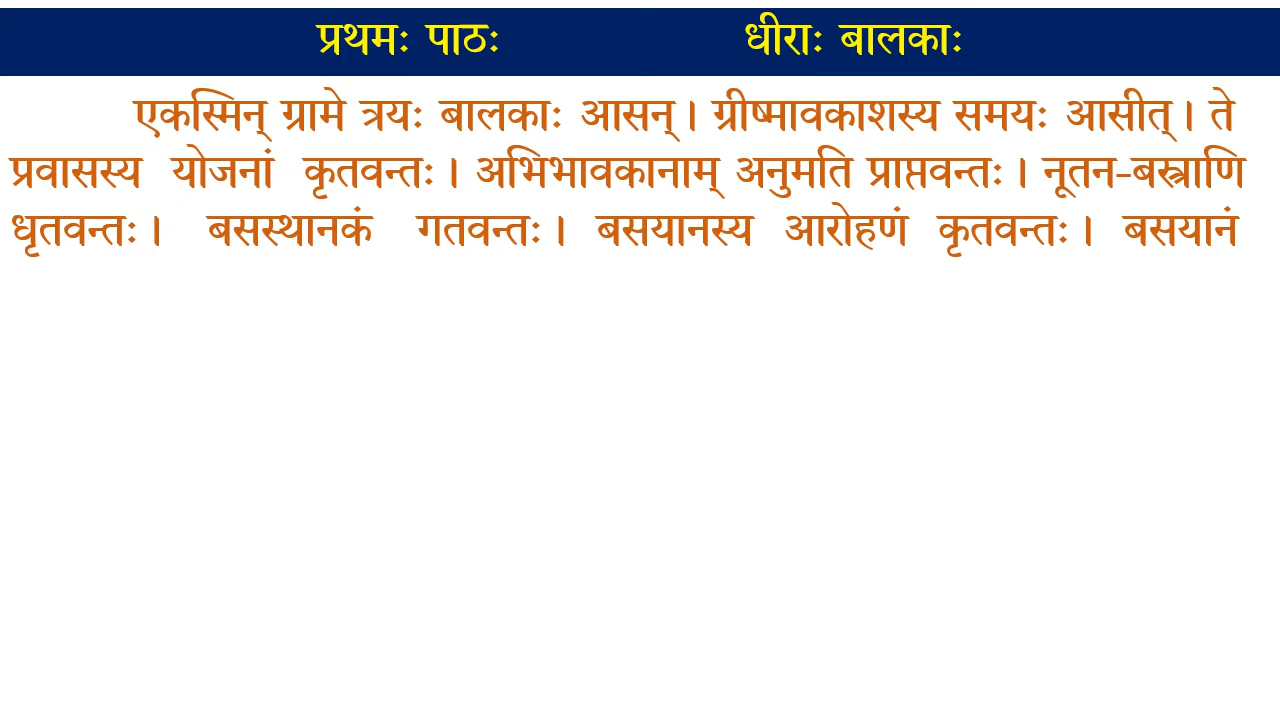 प्रथमः पाठः धीराः बालकाः
एकस्मिन् ग्रामे त्रयः बालकाः आसन् । ग्रीष्मावकाशस्य समयः आसीत् । ते
प्रवासस्य योजनां कृतवन्तः । अभिभावकानाम् अनुमति प्राप्तवन्तः । नूतन-बस्त्राणि
धृतवन्तः । बसस्थानकं गतवन्तः । बसयानस्य आरोहणं कृतवन्तः । बसयानं